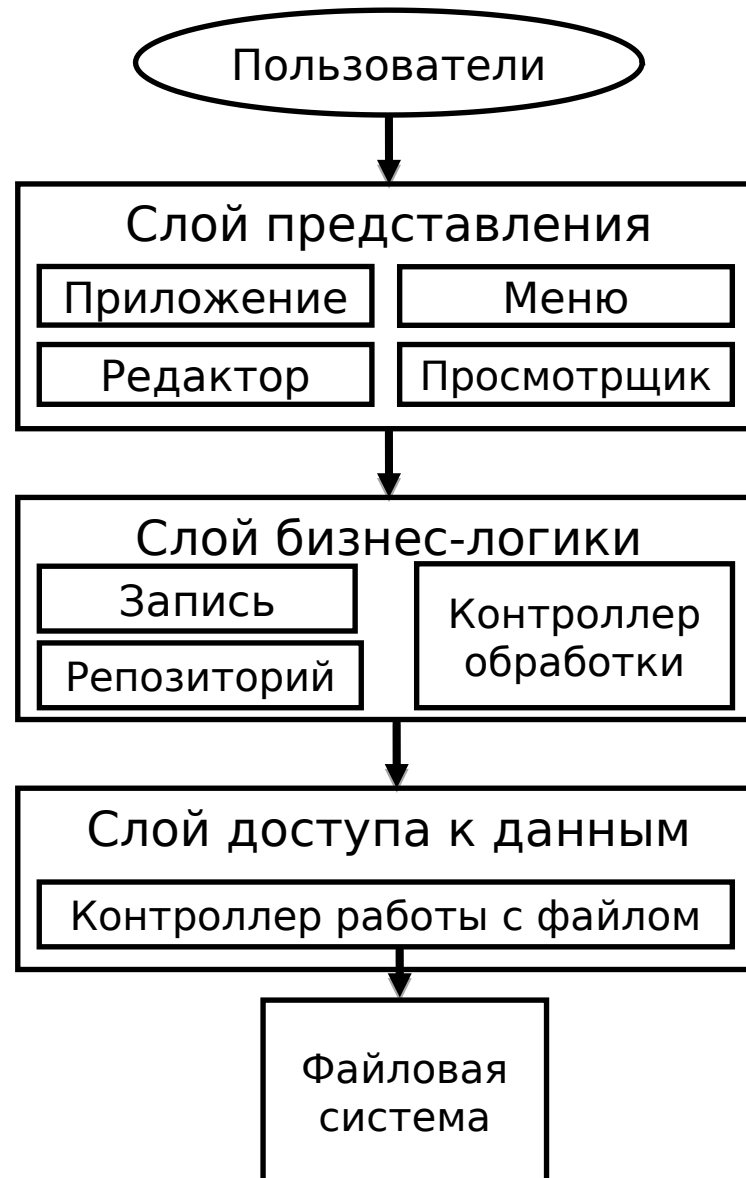 Пользователи
Слой представления
Приложение
Меню
Редактор
Просмотрщик
Слой бизнес-логики
Запись
Контроллер
обработки
Репозиторий
Слой доступа к данным
Контроллер работы с файлом
Файловая
система